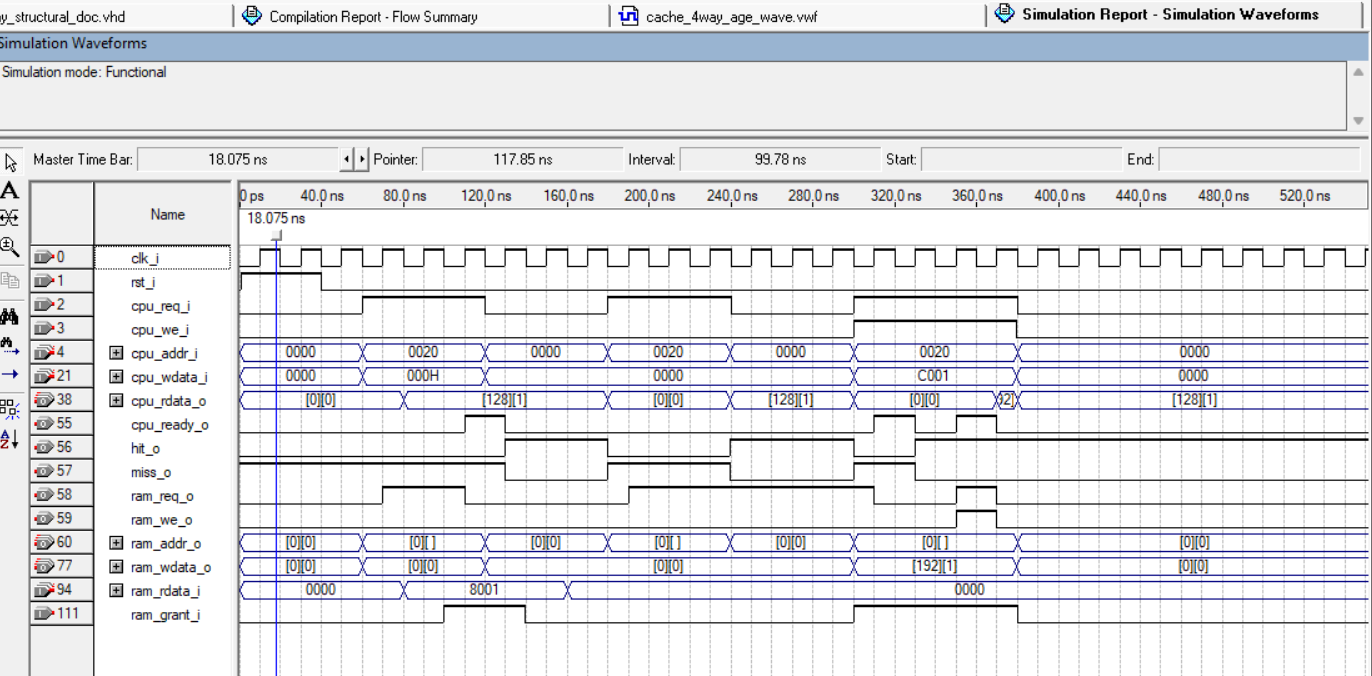 y_structural_doc.vhd Compilation Report - Flow Summary cache_4way_age_wave.vwf Simulation Report - Simulation Waveforms
Simulation Waveforms
Simulation mode: Functional
Master Time Bar: 18.075 ns Pointer: 117.85 ns Interval: 99.78 ns Start: End:
Name
0 ps 40.0 ns 80.0 ns 120.0 ns 160.0 ns 200.0 ns 240.0 ns 280.0 ns 320.0 ns 360.0 ns 400.0 ns 440.0 ns 480.0 ns 520.0 ns
18.075 ns
0 clk_i
1 rst_i
2 cpu_req_i
3 cpu_we_i
4 cpu_addr_i 0000 0020 0000 0020 0000 0020 0000
21 cpu_wdata_i 0000 000H 0000 C001 0000
38 cpu_rdata_o [0][0] [128][1] [0][0] [128][1] [0][0] 32] [128][1]
55 cpu_ready_o
56 hit_o
57 miss_o
58 ram_req_o
59 ram_we_o
60 ram_addr_o [0][0] [0][ ] [0][0] [0][ ] [0][0] [0][ ] [0][0]
77 ram_wdata_o [0][0] [0][0] [0][0] [192][1] [0][0]
94 ram_rdata_i 0000 8001 0000
111 ram_grant_i